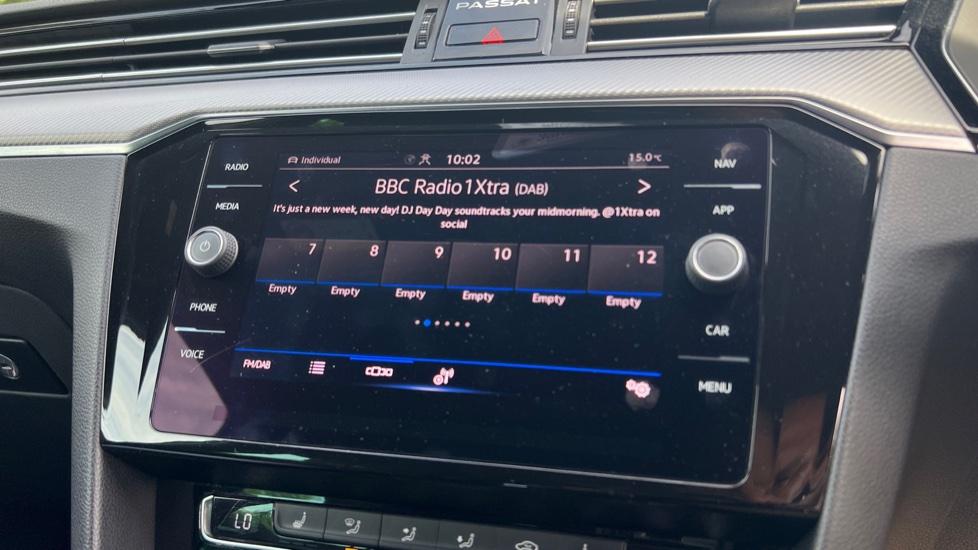 PASSAT
RADIO
MEDIA
PHONE
VOICE
Individual 10:02 15.0°C
< BBC Radio 1Xtra (DAB) >
It's just a new week, new day! DJ Day Day soundtracks your midmorning. @1Xtra on
social
7 8 9 10 11 12
Empty Empty Empty Empty Empty Empty
FM/DAB
NAV
APP
CAR
MENU
LO